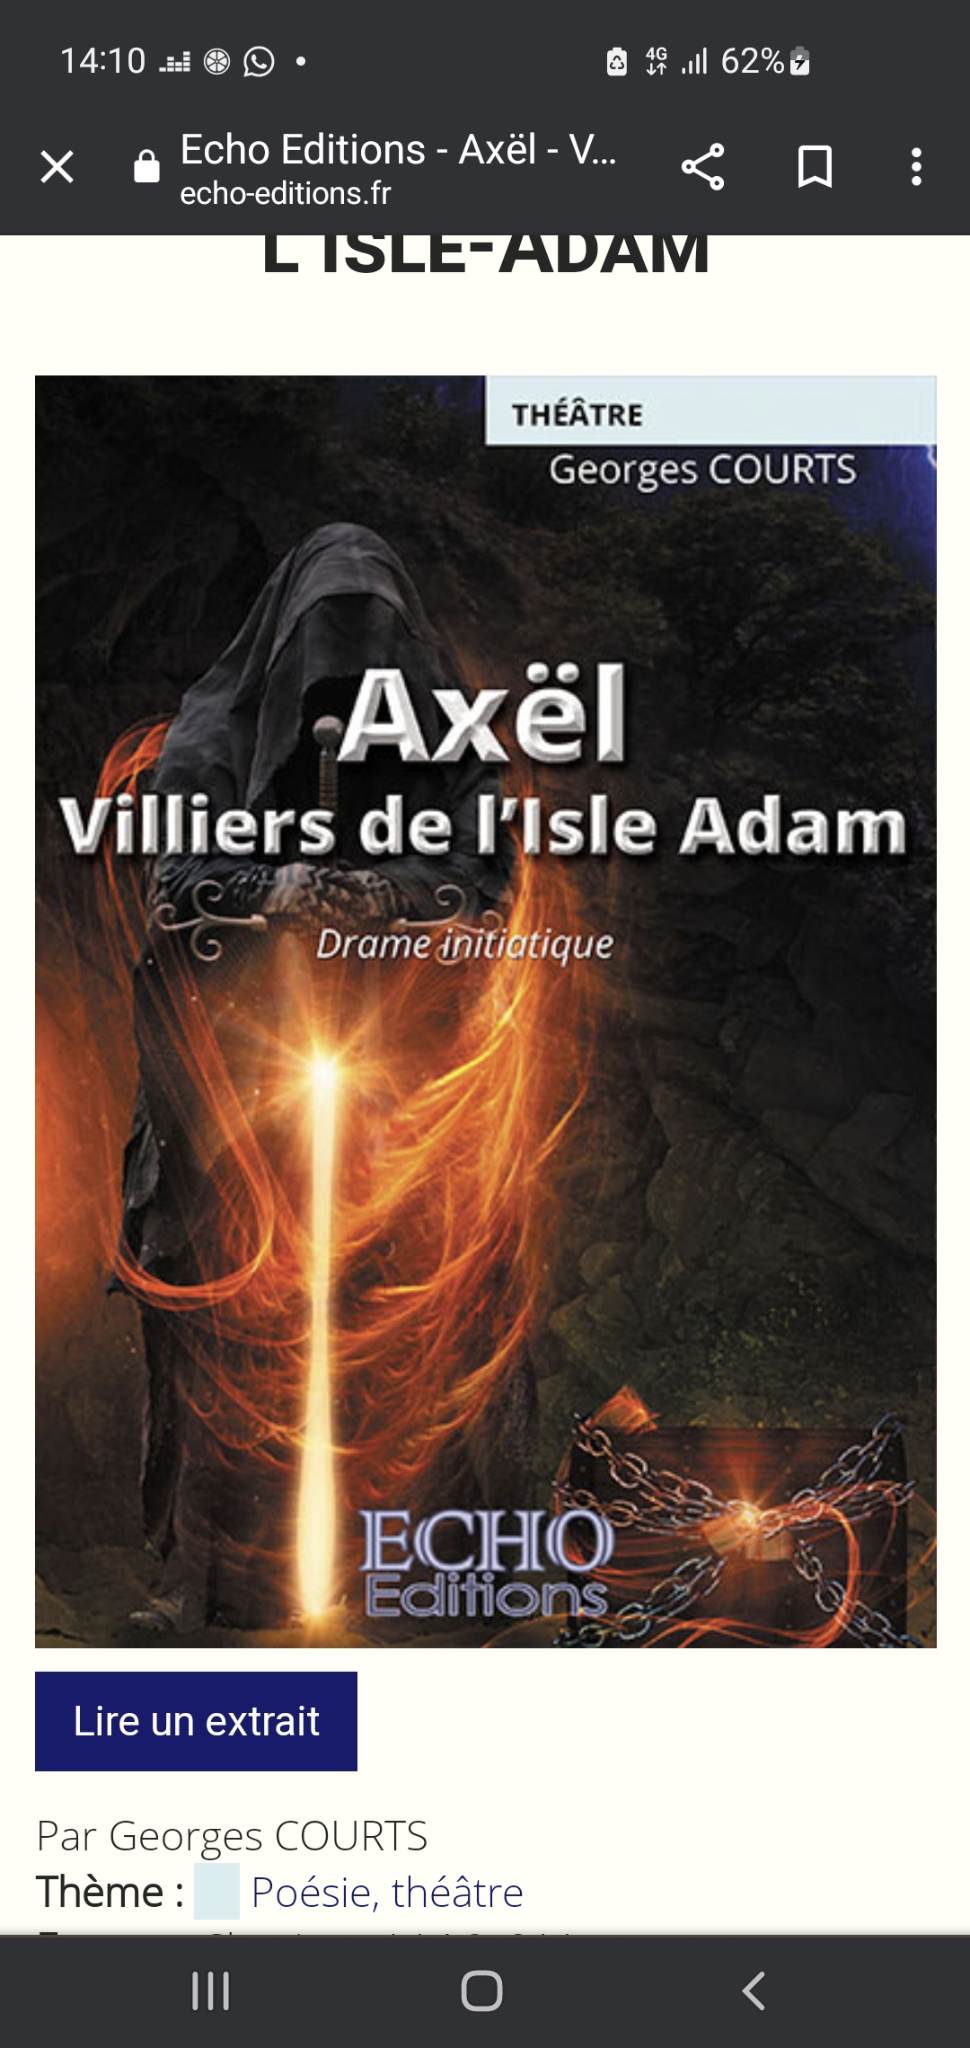 14:10
4G
62%
Echo Editions - Axël - V...
echo-editions.fr
L'ISLE-ADAM
THÉÂTRE
Georges COURTS
Axël
Villiers de l'Isle Adam
Drame initiatique
ECHO
Editions
Lire un extrait
Par Georges COURTS
Thème : Poésie, théâtre